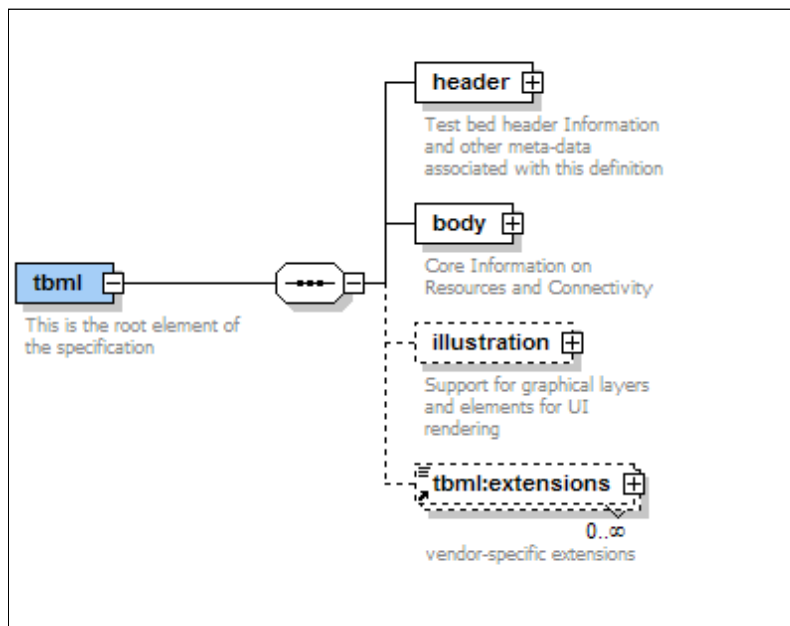 header
Test bed header Information
and other meta-data
associated with this definition
body
Core Information on
Resources and Connectivity
tbml
This is the root element of
the specification
illustration
Support for graphical layers
and elements for UI
rendering
tbml:extensions
0..∞
vendor-specific extensions